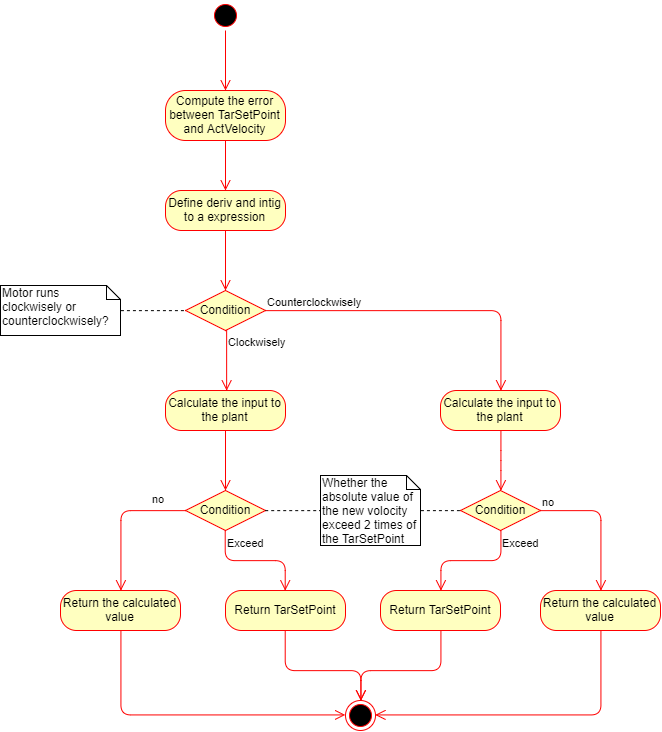 Compute the error
between TarSetPoint
and ActVelocity
Define deriv and intig
to a expression
Motor runs
clockwisely or
counterclockwisely?
Condition
Counterclockwisely
Clockwisely
Calculate the input to
the plant
Calculate the input to
the plant
Whether the
absolute value of
the new volocity
exceed 2 times of
the TarSetPoint
no
Condition
Condition
no
Exceed
Exceed
Return the calculated
value
Return TarSetPoint
Return TarSetPoint
Return the calculated
value